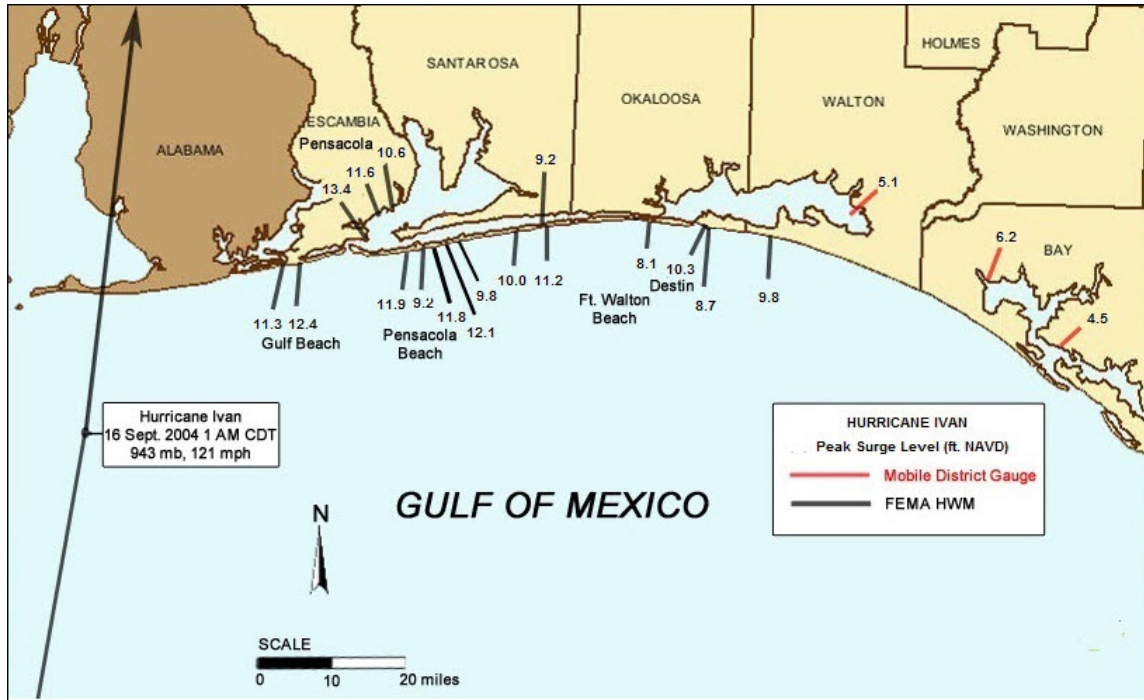 HOLMES
SANTA ROSA
OKALOOSA
WALTON
WASHINGTON
ESCAMBIA
Pensacola
ALABAMA
10.6
11.6
13.4
9.2
5.1
6.2
BAY
4.5
11.3
12.4
Gulf Beach
11.9
9.2
11.8
12.1
9.8
Pensacola
Beach
10.0
11.2
8.1
10.3
Destin
8.7
Ft. Walton
Beach
9.8
Hurricane Ivan
16 Sept. 2004 1 AM CDT
943 mb, 121 mph
GULF OF MEXICO
N
SCALE
0 10 20 miles
HURRICANE IVAN
Peak Surge Level (ft. NAVD)
Mobile District Gauge
FEMA HWM